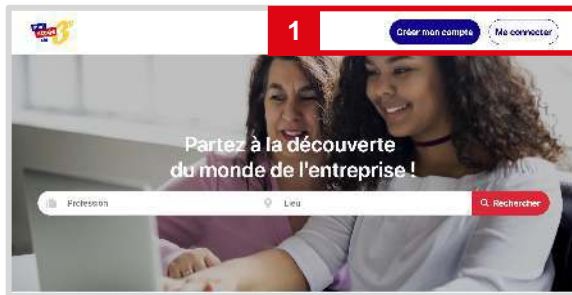 1
Créer mon compte
Me connecter
Partez à la découverte
du monde de l'entreprise !
Profession
Lieu
Rechercher